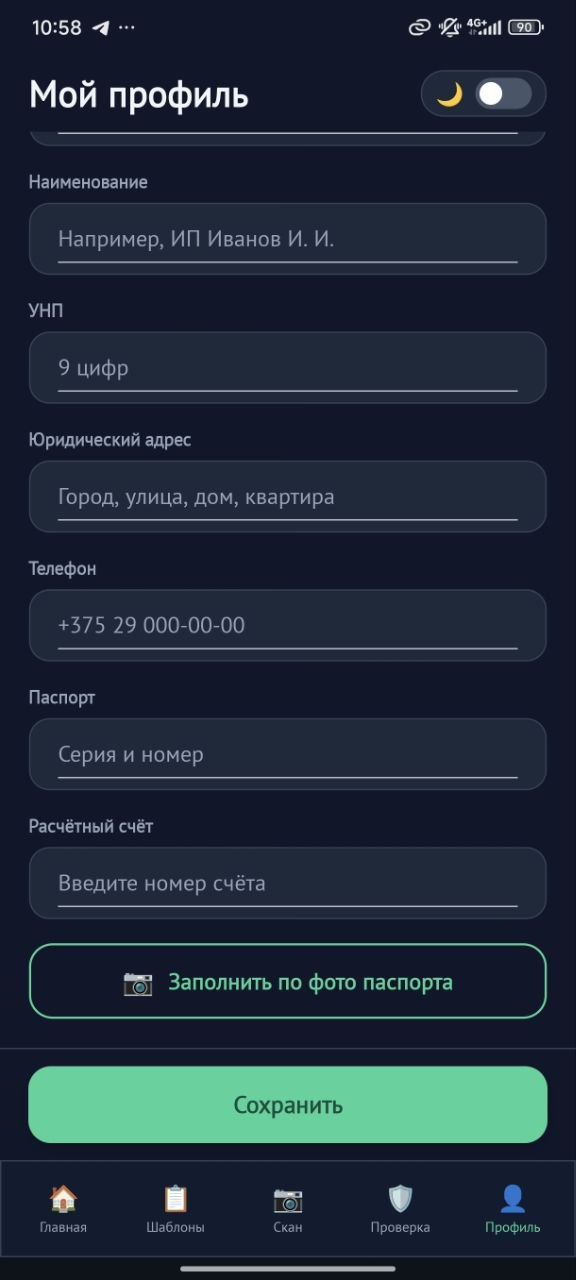 10:58
4G+
90
Мой профиль
Наименование
Например, ИП Иванов И. И.
УНП
9 цифр
Юридический адрес
Город, улица, дом, квартира
Телефон
+375 29 000-00-00
Паспорт
Серия и номер
Расчётный счёт
Введите номер счёта
Заполнить по фото паспорта
Сохранить
Главная Шаблоны Скан Проверка Профиль